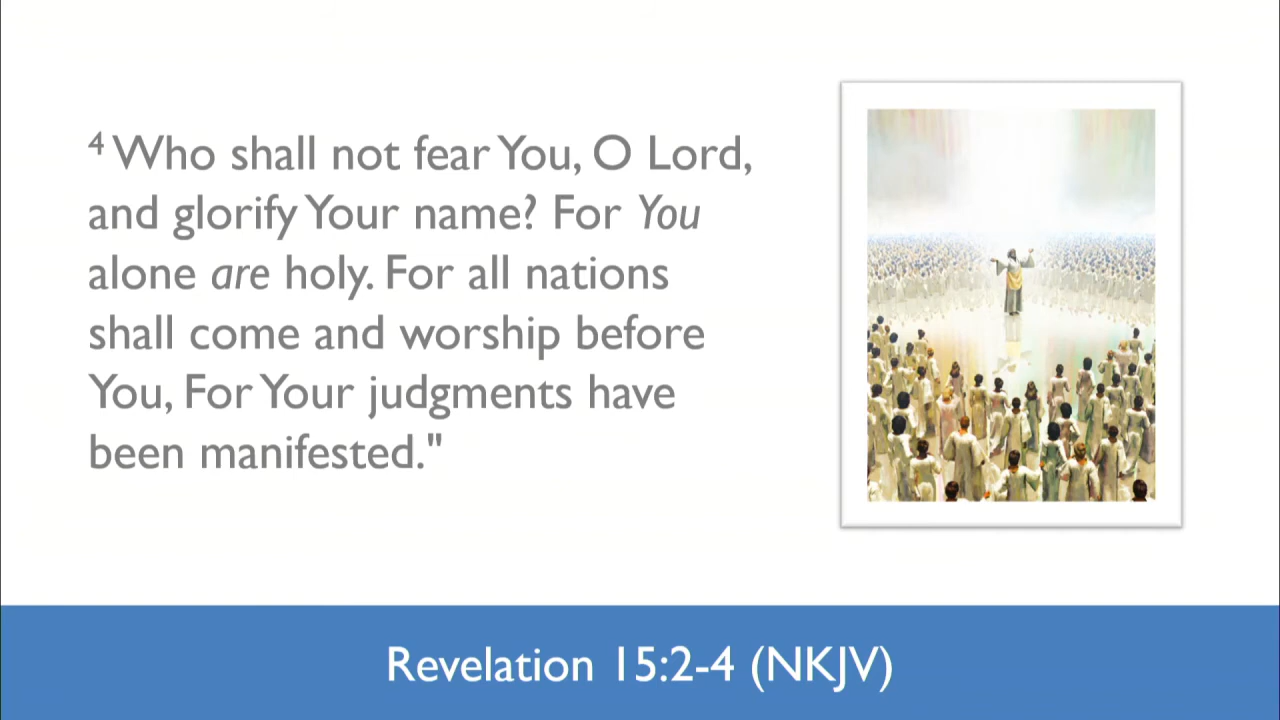 4 Who shall not fear You, O Lord,
and glorify Your name? For You
alone are holy. For all nations
shall come and worship before
You, For Your judgments have
been manifested."
Revelation 15:2-4 (NKJV)